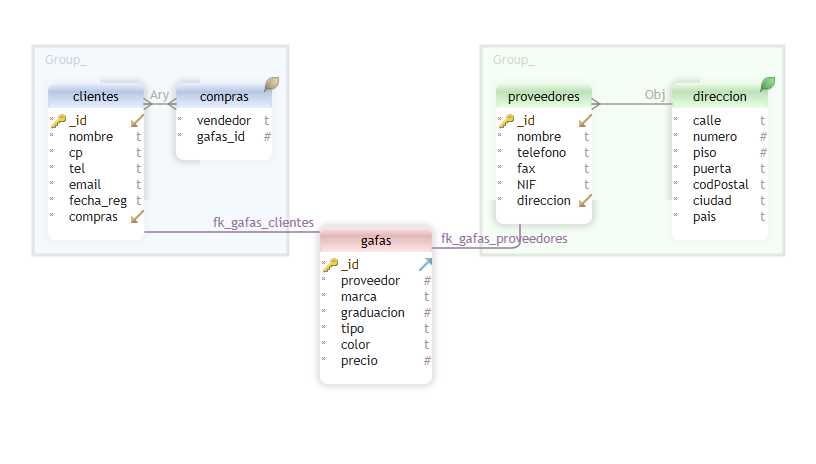 Group_
clientes
_id
nombre t
cp t
tel t
email t
fecha_reg t
compras
Ary
compras
vendedor t
gafas_id #
Group_
proveedores
_id
nombre t
telefono t
fax t
NIF t
direccion
Obj
direccion
calle t
numero #
piso #
puerta t
codPostal t
ciudad t
pais t
fk_gafas_clientes
fk_gafas_proveedores
gafas
_id
proveedor #
marca t
graduacion #
tipo t
color t
precio #